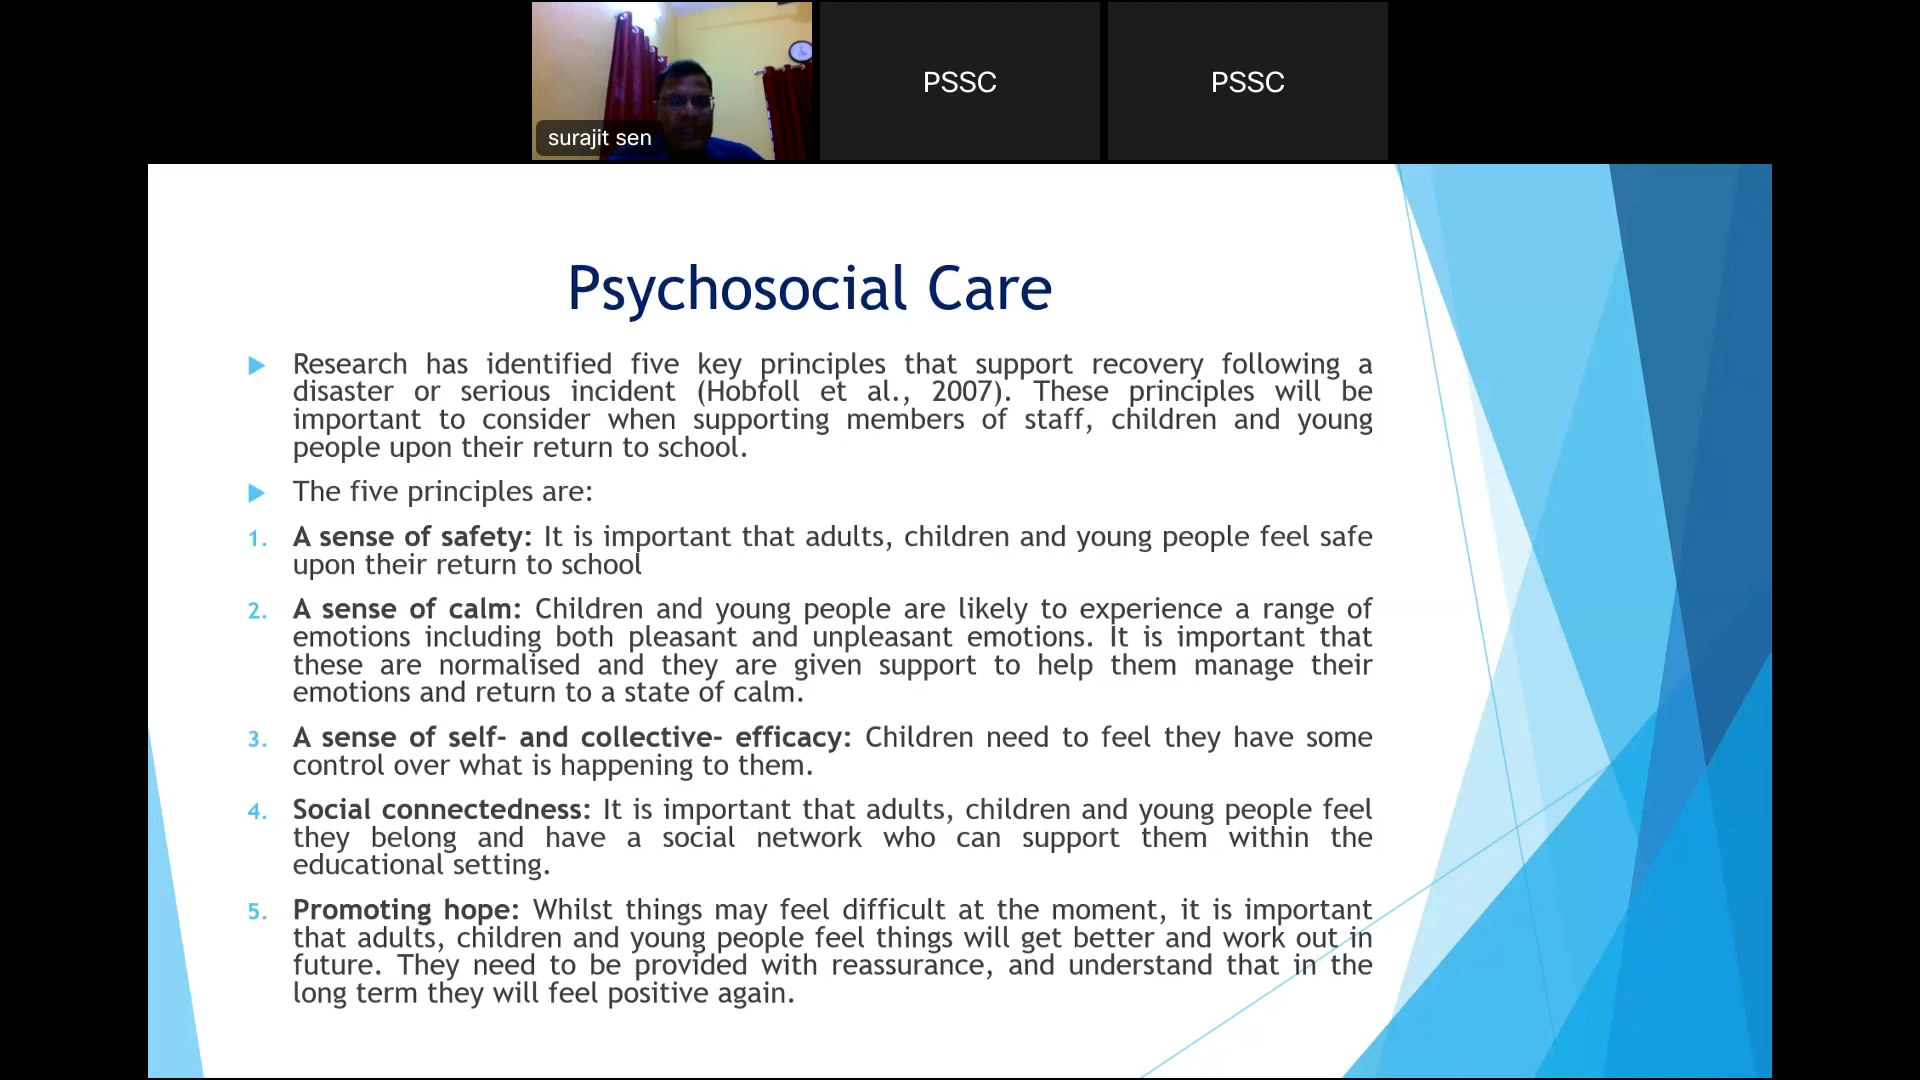 surajit sen
PSSC
PSSC
Psychosocial Care
Research has identified five key principles that support recovery following a
disaster or serious incident (Hobfoll et al., 2007). These principles will be
important to consider when supporting members of staff, children and young
people upon their return to school.
The five principles are:
1. A sense of safety: It is important that adults, children and young people feel safe
upon their return to school
2. A sense of calm: Children and young people are likely to experience a range of
emotions including both pleasant and unpleasant emotions. It is important that
these are normalised and they are given support to help them manage their
emotions and return to a state of calm.
3. A sense of self- and collective- efficacy: Children need to feel they have some
control over what is happening to them.
4. Social connectedness: It is important that adults, children and young people feel
they belong and have a social network who can support them within the
educational setting.
5. Promoting hope: Whilst things may feel difficult at the moment, it is important
that adults, children and young people feel things will get better and work out in
future. They need to be provided with reassurance, and understand that in the
long term they will feel positive again.